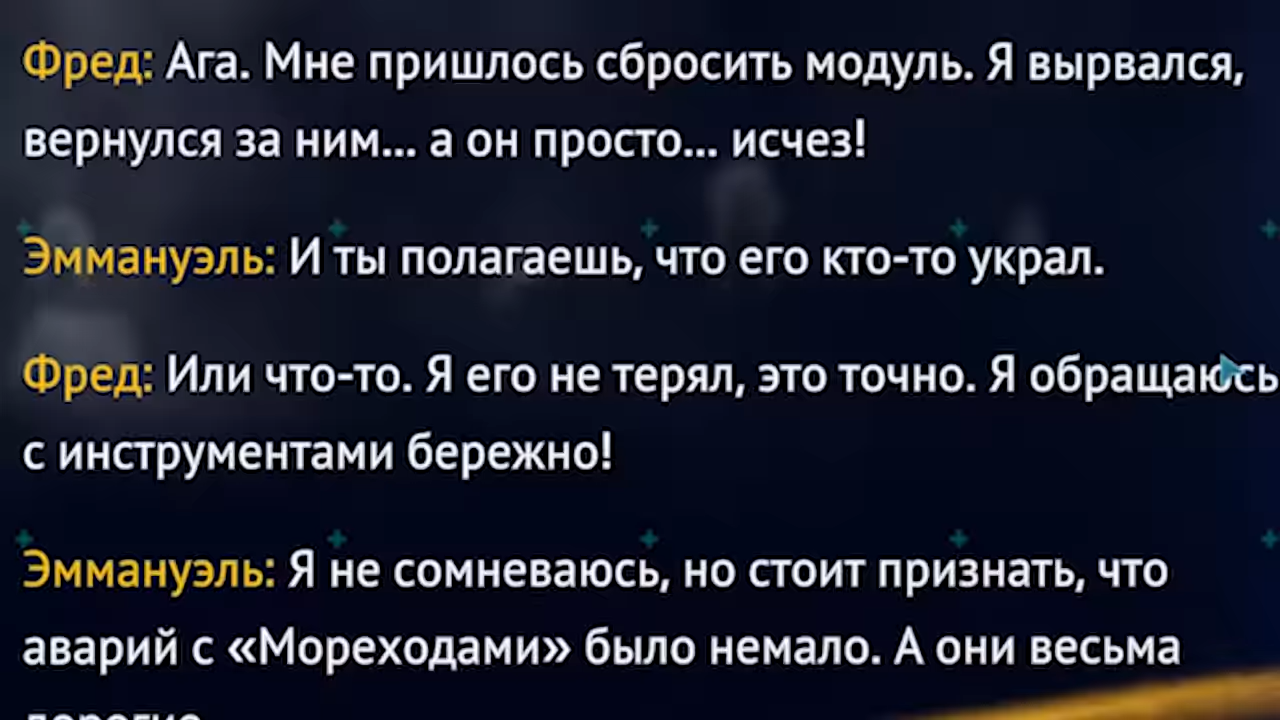 Фред: Ага. Мне пришлось сбросить модуль. Я вырвался,
вернулся за ним... а он просто... исчез!
Эммануэль: И ты полагаешь, что его кто-то украл.
Фред: Или что-то. Я его не терял, это точно. Я обращаюсь
с инструментами бережно!
Эммануэль: Я не сомневаюсь, но стоит признать, что
аварий с «Мореходами» было немало. А они весьма